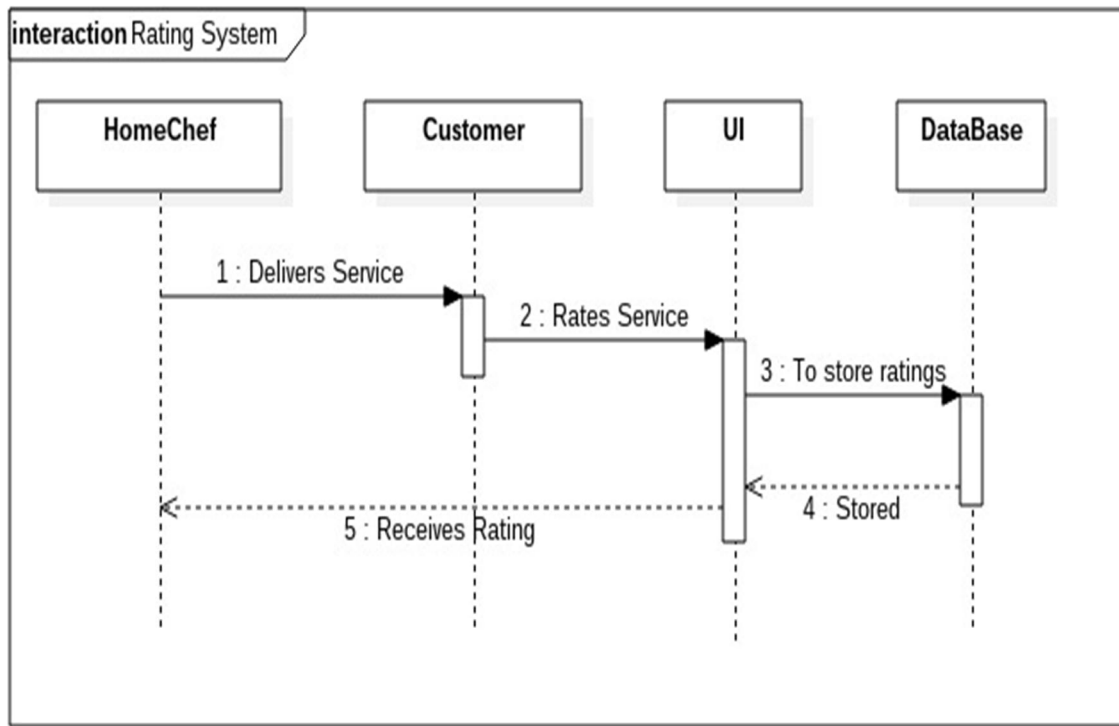 interaction Rating System
HomeChef
Customer
UI
DataBase
1 : Delivers Service
2 : Rates Service
3 : To store ratings
4 : Stored
5 : Receives Rating